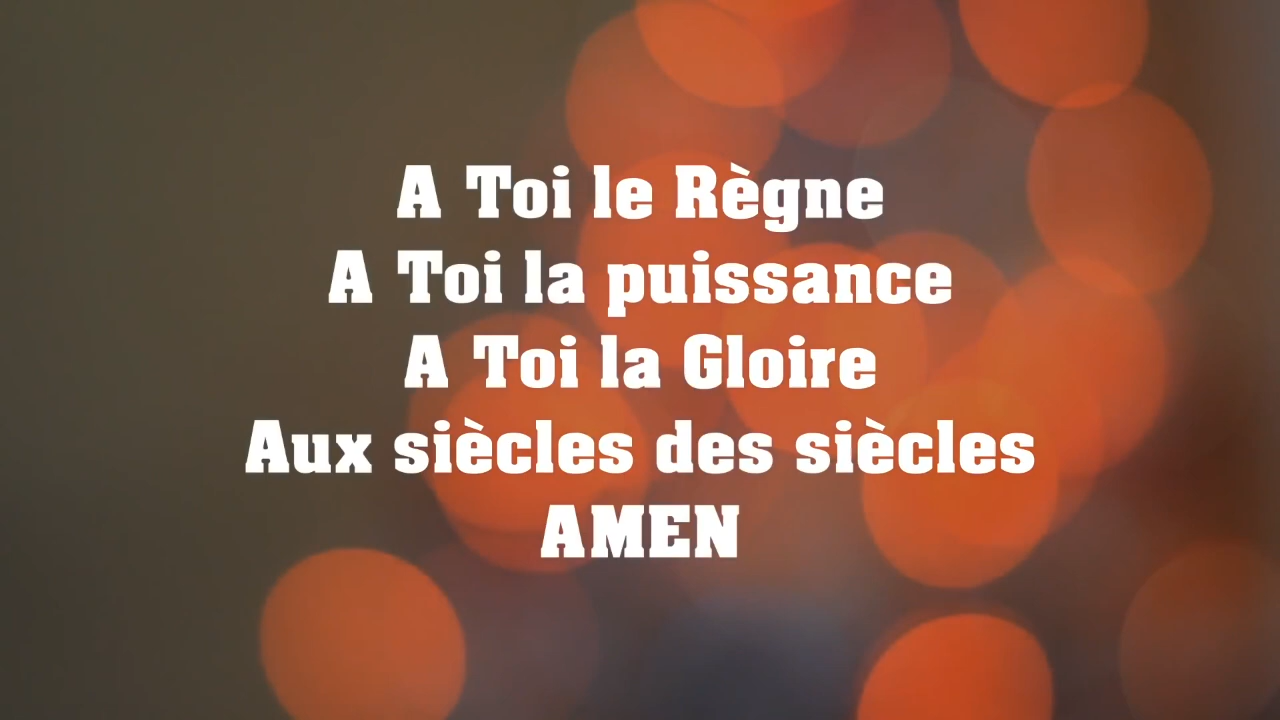 A Toi le Règne
A Toi la puissance
A Toi la Gloire
Aux siècles des siècles
AMEN